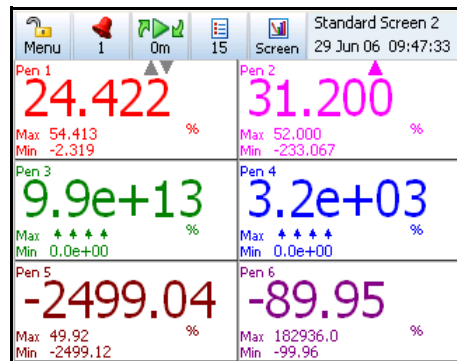 Menu 1 0m 15 Screen Standard Screen 2
29 Jun 06 09:47:33
Pen 1
24.422
Max 54.413 %
Min -2.319
Pen 2
31.200
Max 52.000 %
Min -233.067
Pen 3
9.9e+13
Max %
Min 0.0e+00
Pen 4
3.2e+03
Max %
Min 0.0e+00
Pen 5
-2499.04
Max 49.92 %
Min -2499.12
Pen 6
-89.95
Max 182936.0 %
Min -99.96